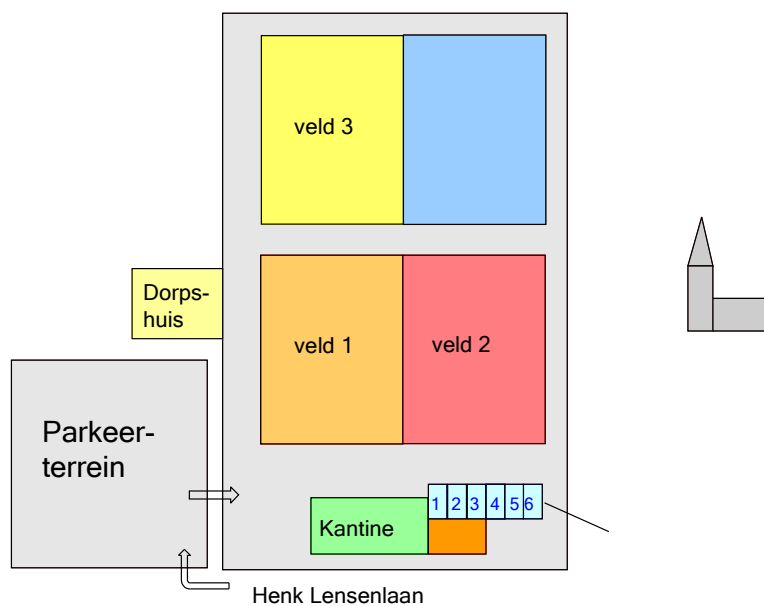 veld 3
Dorps-
huis
veld 1
veld 2
Parkeer-
terrein
1 2 3 4 5 6
Kantine
Henk Lensenlaan